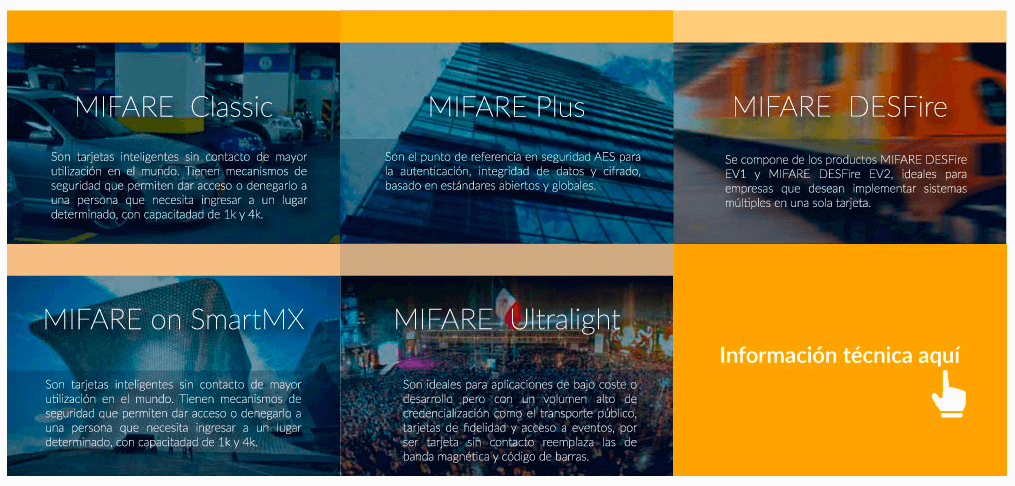 MIFARE Classic
Son tarjetas inteligentes sin contacto de mayor
utilización en el mundo. Tienen mecanismos de
seguridad que permiten dar acceso o denegarlo a
una persona que necesita ingresar a un lugar
determinado, con capacitadad de 1k y 4k.
MIFARE Plus
Son el punto de referencia en seguridad AES para
la autenticación, integridad de datos y cifrado,
basado en estándares abiertos y globales.
MIFARE DESFire
Se compone de los productos MIFARE DESFire
EV1 y MIFARE DESFire EV2, ideales para
empresas que desean implementar sistemas
múltiples en una sola tarjeta.
MIFARE on SmartMX
Son tarjetas inteligentes sin contacto de mayor
utilización en el mundo. Tienen mecanismos de
seguridad que permiten dar acceso o denegarlo a
una persona que necesita ingresar a un lugar
determinado, con capacitadad de 1k y 4k.
MIFARE Ultralight
Son ideales para aplicaciones de bajo coste o
desarrollo pero con un volumen alto de
credencialización como el transporte público,
tarjetas de fidelidad y acceso a eventos, por
ser tarjeta sin contacto reemplaza las de
banda magnética y código de barras.
Información técnica aquí